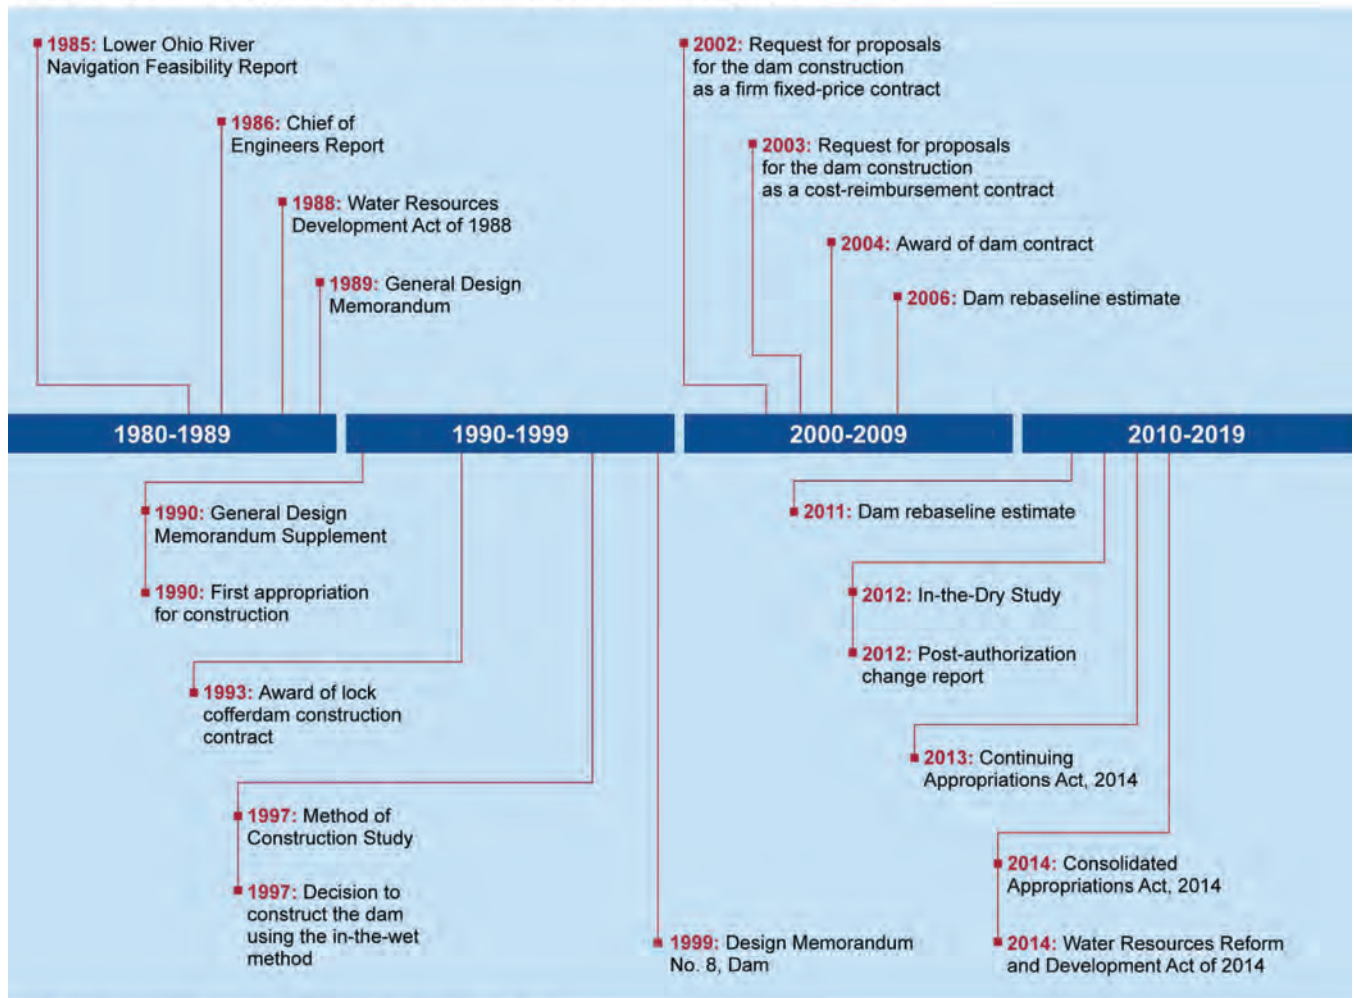 1985: Lower Ohio River
Navigation Feasibility Report
1986: Chief of
Engineers Report
1988: Water Resources
Development Act of 1988
1989: General Design
Memorandum
2002: Request for proposals
for the dam construction
as a firm fixed-price contract
2003: Request for proposals
for the dam construction
as a cost-reimbursement contract
2004: Award of dam contract
2006: Dam rebaseline estimate
1980-1989
1990-1999
2000-2009
2010-2019
1990: General Design
Memorandum Supplement
1990: First appropriation
for construction
1993: Award of lock
cofferdam construction
contract
1997: Method of
Construction Study
1997: Decision to
construct the dam
using the in-the-wet
method
1999: Design Memorandum
No. 8, Dam
2011: Dam rebaseline estimate
2012: In-the-Dry Study
2012: Post-authorization
change report
2013: Continuing
Appropriations Act, 2014
2014: Consolidated
Appropriations Act, 2014
2014: Water Resources Reform
and Development Act of 2014